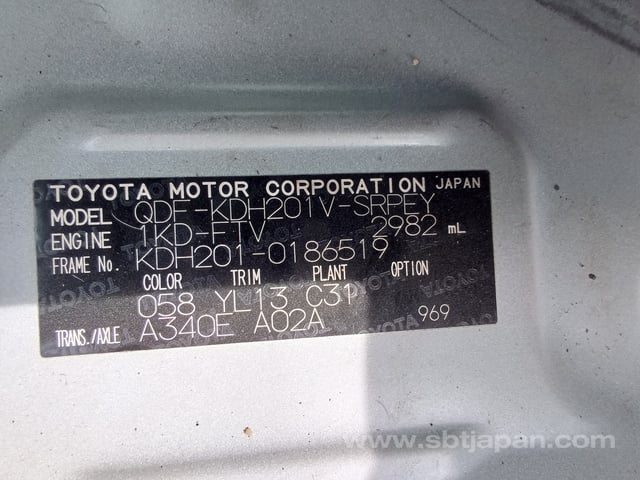 TOYOTA MOTOR CORPORATION JAPAN
MODEL QDF-KDH201V-SRPEY
ENGINE 1KD-FTV 2982 mL
FRAME No. KDH201-0186519
COLOR TRIM PLANT OPTION
058 YL13 C31
TRANS./AXLE A340E A02A 969
www.sbtjapan.com